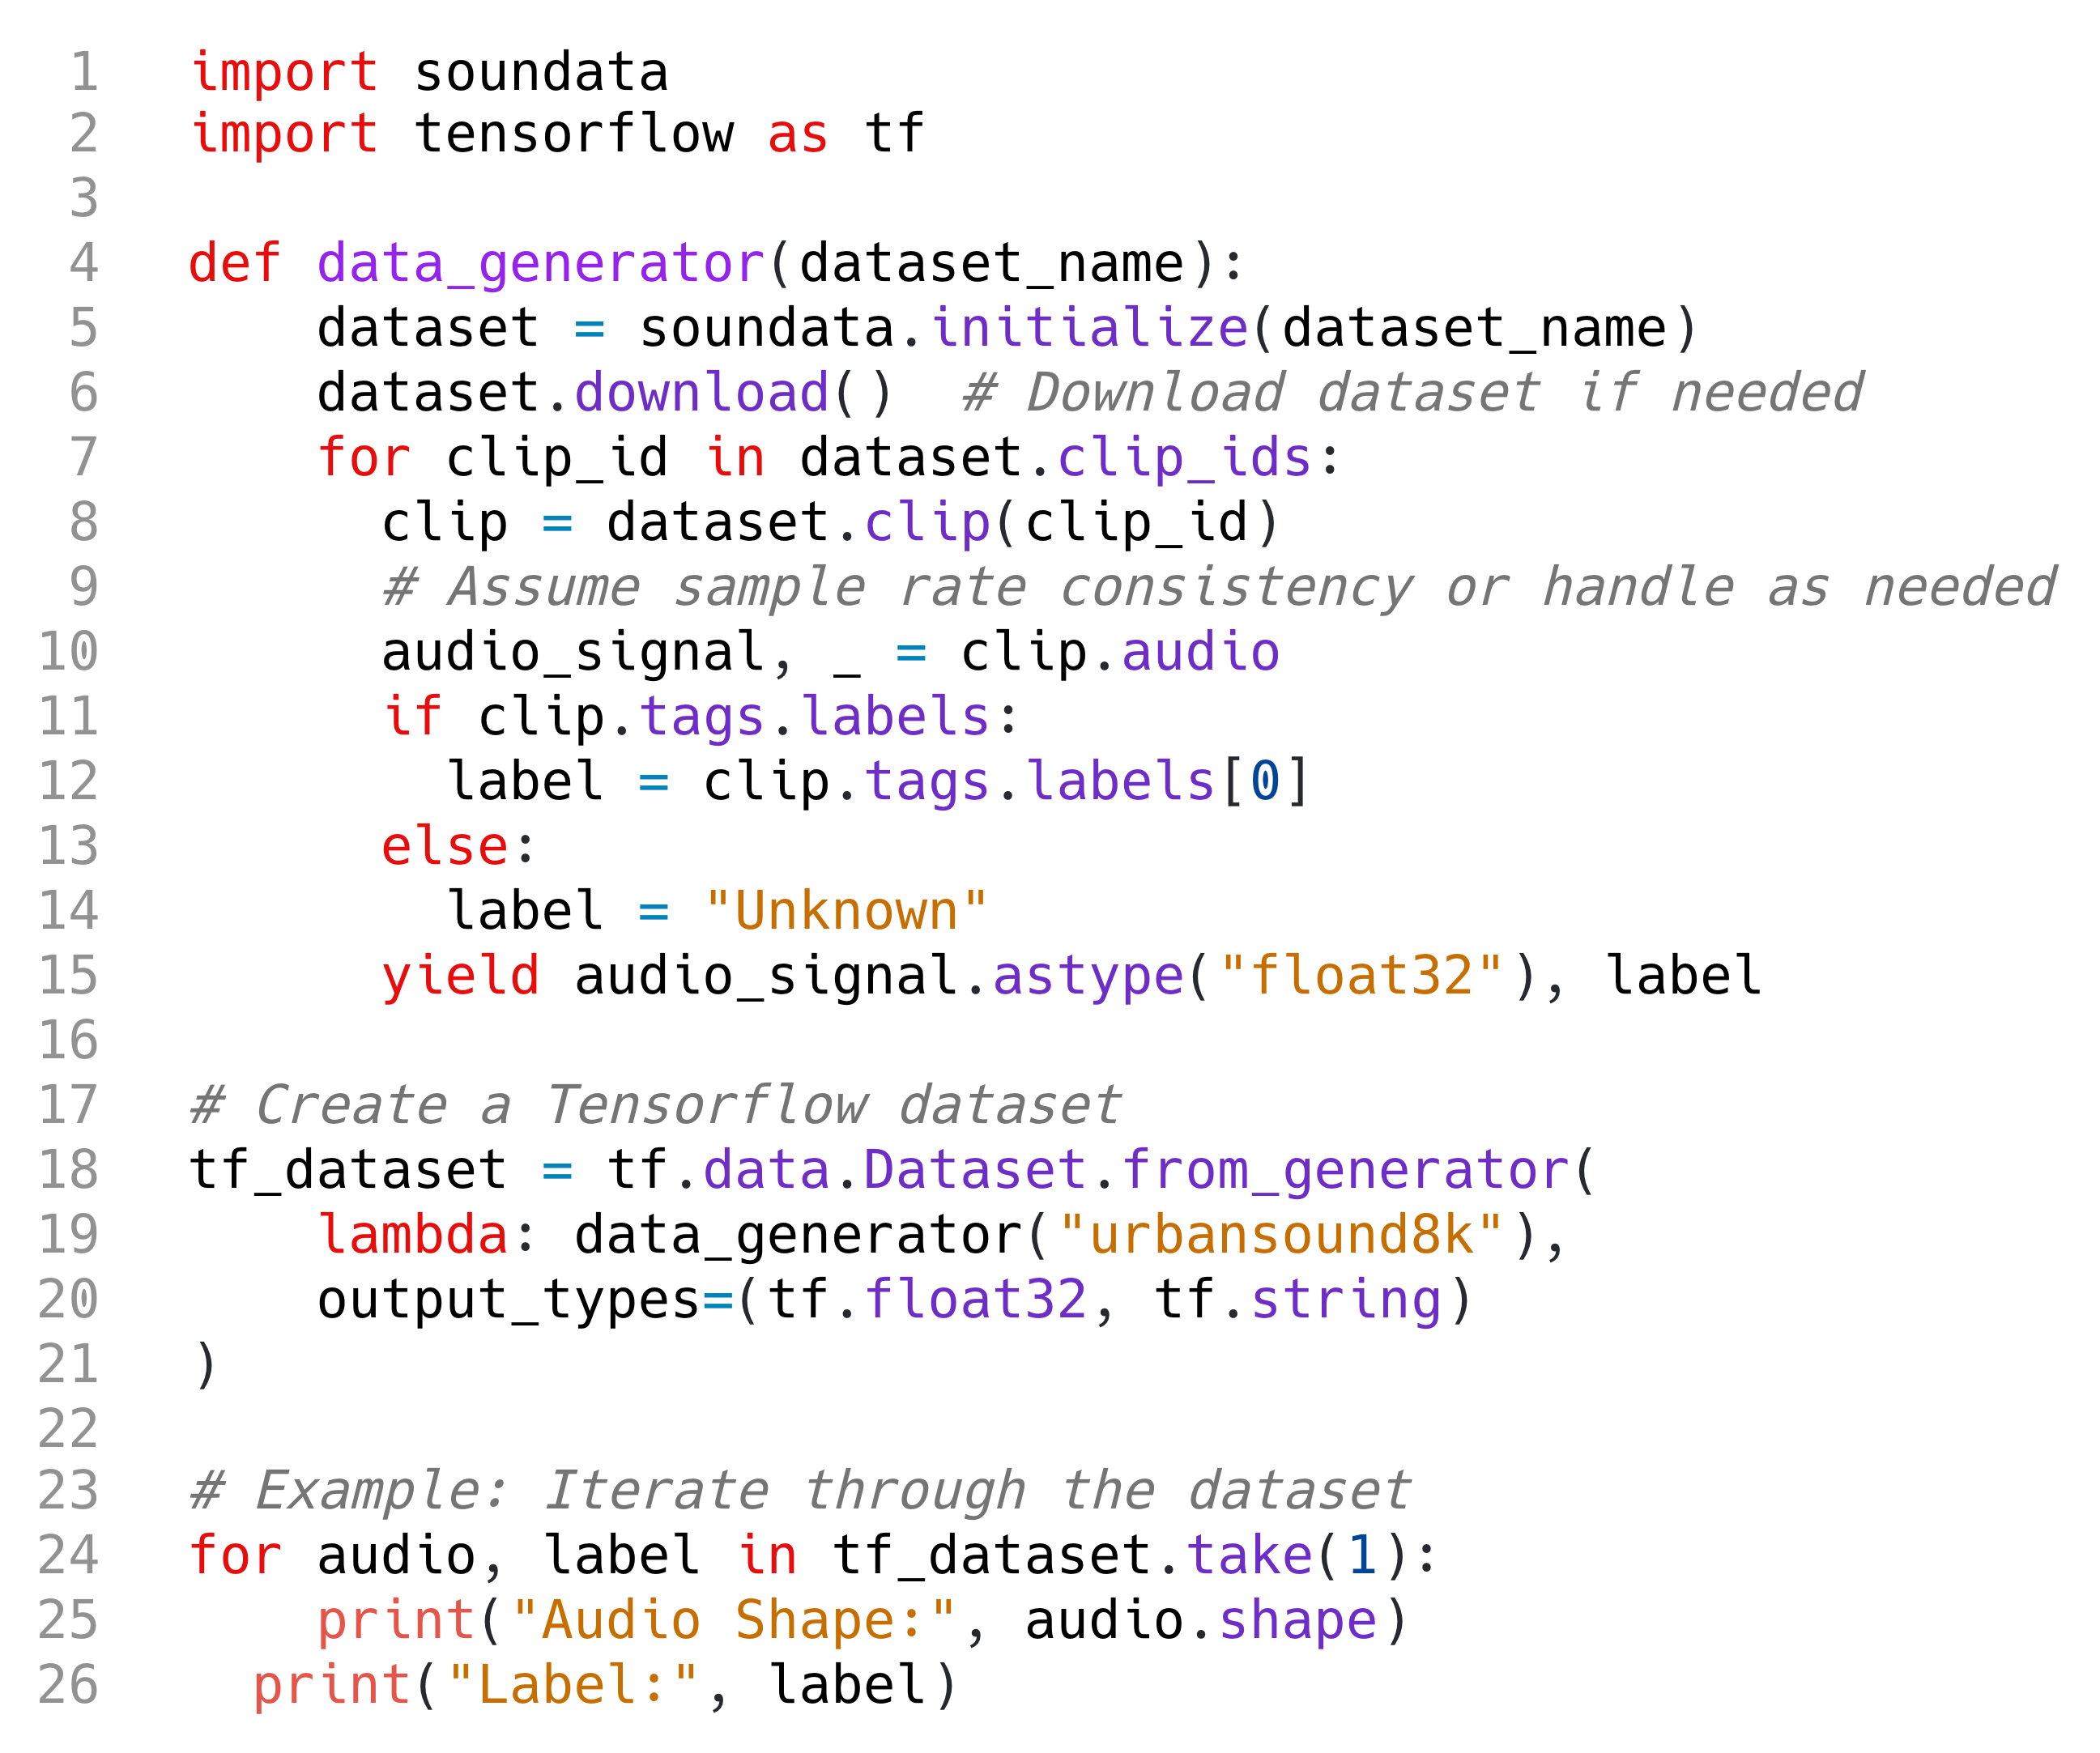 1 import soundata
2 import tensorflow as tf
3
4 def data_generator(dataset_name):
5     dataset = soundata.initialize(dataset_name)
6     dataset.download()  # Download dataset if needed
7     for clip_id in dataset.clip_ids:
8       clip = dataset.clip(clip_id)
9       # Assume sample rate consistency or handle as needed
10       audio_signal, _ = clip.audio
11       if clip.tags.labels:
12         label = clip.tags.labels[0]
13       else:
14         label = "Unknown"
15       yield audio_signal.astype("float32"), label
16
17 # Create a Tensorflow dataset
18 tf_dataset = tf.data.Dataset.from_generator(
19     lambda: data_generator("urbansound8k"),
20     output_types=(tf.float32, tf.string)
21 )
22
23 # Example: Iterate through the dataset
24 for audio, label in tf_dataset.take(1):
25     print("Audio Shape:", audio.shape)
26   print("Label:", label)